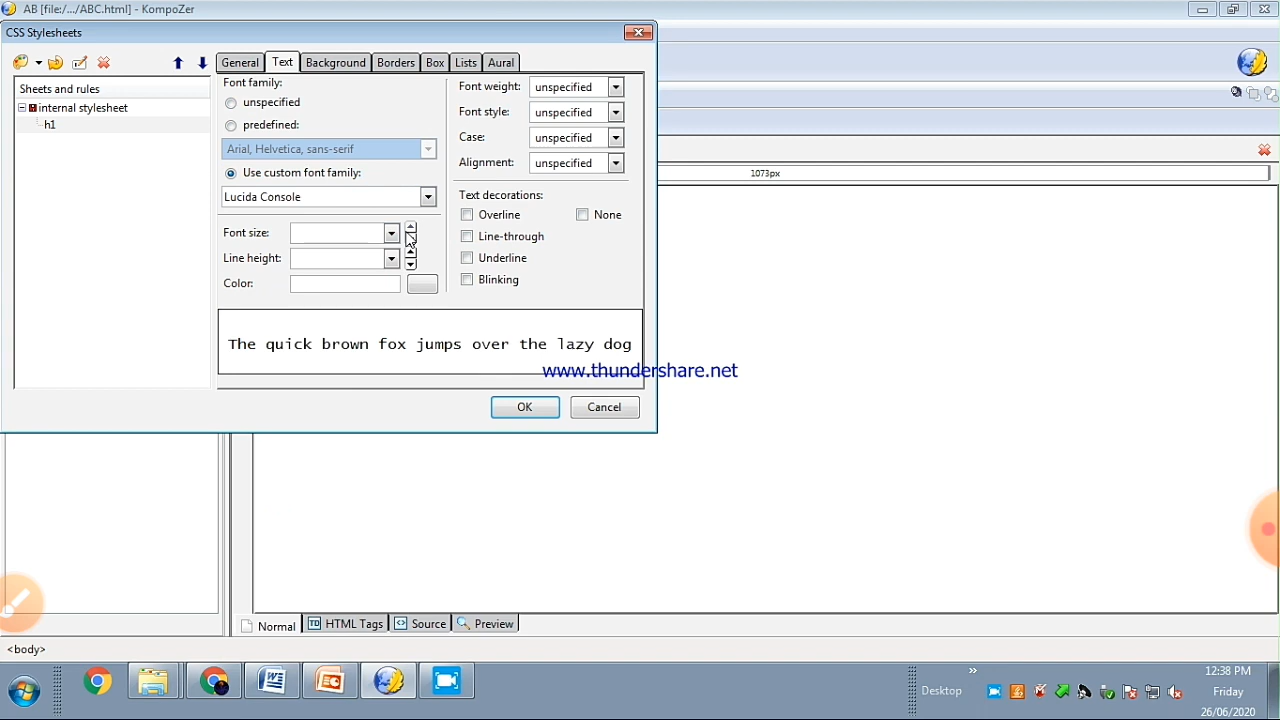 AB [file:/.../ABC.html] - KompoZer
CSS Stylesheets
General Text Background Borders Box Lists Aural
Sheets and rules
internal stylesheet
h1
Font family:
unspecified
predefined:
Arial, Helvetica, sans-serif
Use custom font family:
Lucida Console
Font size:
Line height:
Color:
Font weight: unspecified
Font style: unspecified
Case: unspecified
Alignment: unspecified
Text decorations:
Overline None
Line-through
Underline
Blinking
The quick brown fox jumps over the lazy dog
www.thundershare.net
OK Cancel
1073px
Normal HTML Tags Source Preview
<body>
Desktop
12:38 PM
Friday
26/06/2020